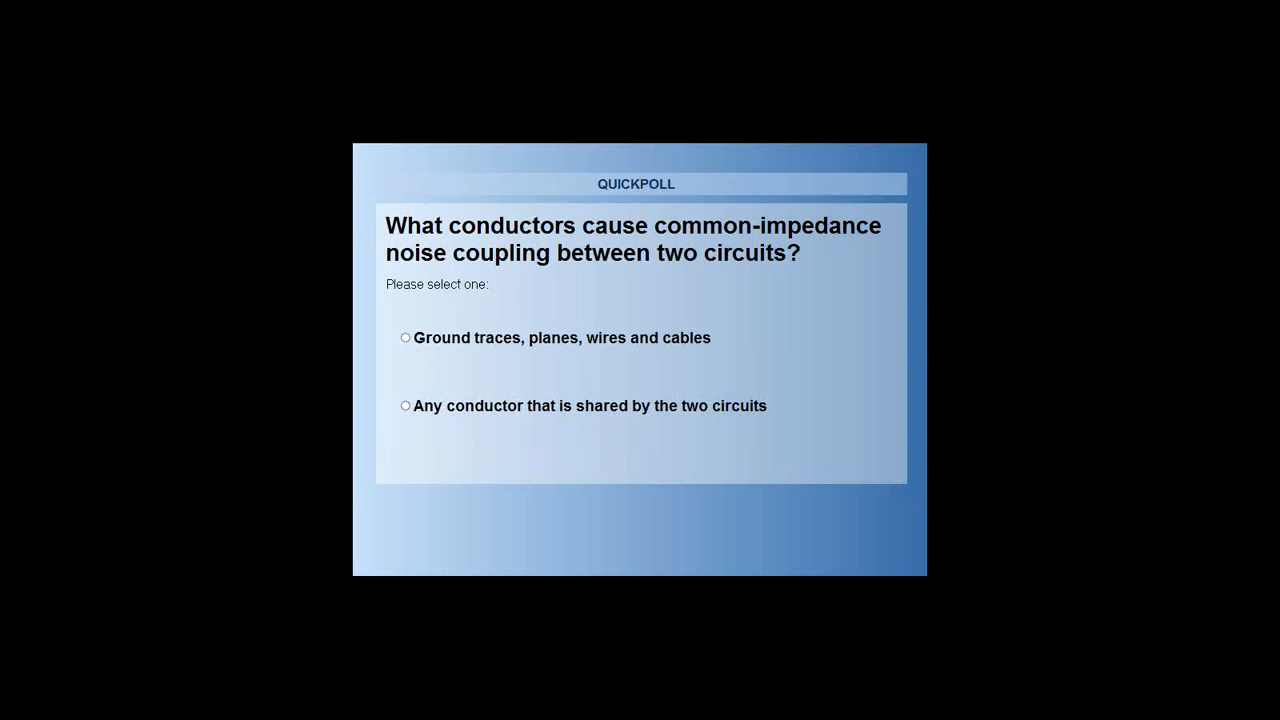 QUICKPOLL
What conductors cause common-impedance
noise coupling between two circuits?
Please select one:
Ground traces, planes, wires and cables
Any conductor that is shared by the two circuits